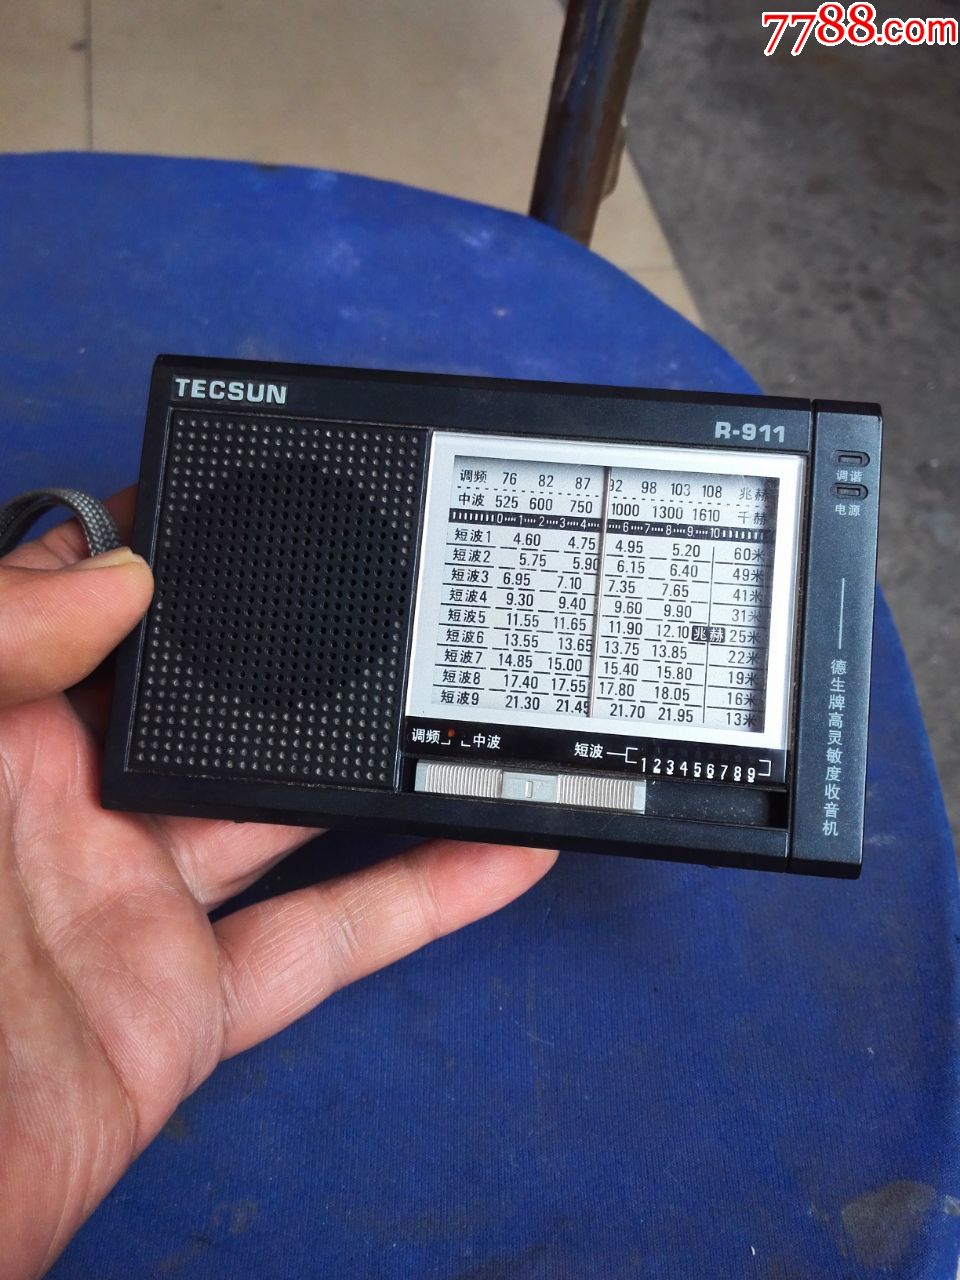 7788.com
TECSUN
R-911
调谐
电源
调频 76 82 87 92 98 103 108 兆赫
中波 525 600 750 1000 1300 1610 千赫
0 1 2 3 4 6 7 8 9 10
短波1 4.60 4.75 4.95 5.20 60米
短波2 5.75 5.90 6.15 6.40 49米
短波3 6.95 7.10 7.35 7.65 41米
短波4 9.30 9.40 9.60 9.90 31米
短波5 11.55 11.65 11.90 12.10 兆赫 25米
短波6 13.55 13.65 13.75 13.85 22米
短波7 14.85 15.00 15.40 15.80 19米
短波8 17.40 17.55 17.80 18.05 16米
短波9 21.30 21.45 21.70 21.95 13米
调频 中波 短波 1 2 3 4 5 6 7 8 9
德生牌高灵敏度收音机